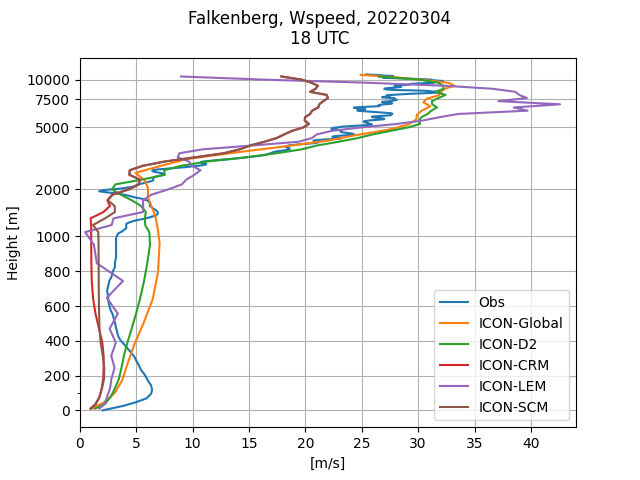 Falkenberg, Wspeed, 20220304
18 UTC
10000
7500
5000
2000
1000
800
600
400
200
0
Height [m]
0 5 10 15 20 25 30 35 40
[m/s]
Obs
ICON-Global
ICON-D2
ICON-CRM
ICON-LEM
ICON-SCM